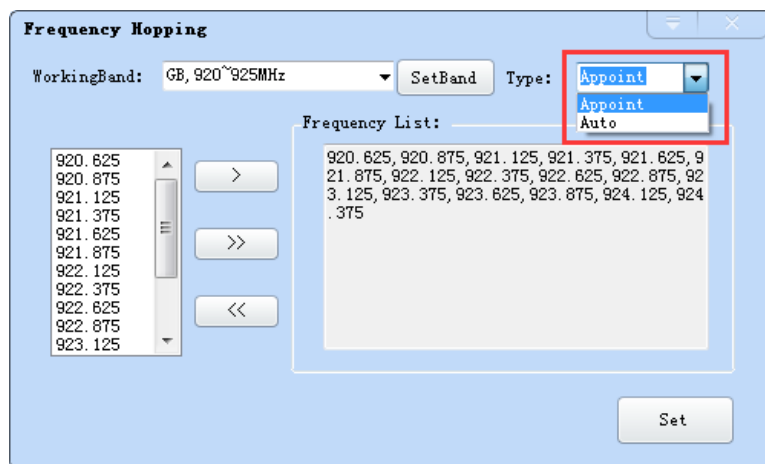 Frequency Hopping
WorkingBand: GB, 920~925MHz SetBand Type: Appoint
Appoint
Auto
Frequency List:
920.625
920.875
921.125
921.375
921.625
921.875
922.125
922.375
922.625
922.875
923.125
>
>>
<<
920.625, 920.875, 921.125, 921.375, 921.625, 9
21.875, 922.125, 922.375, 922.625, 922.875, 92
3.125, 923.375, 923.625, 923.875, 924.125, 924
.375
Set